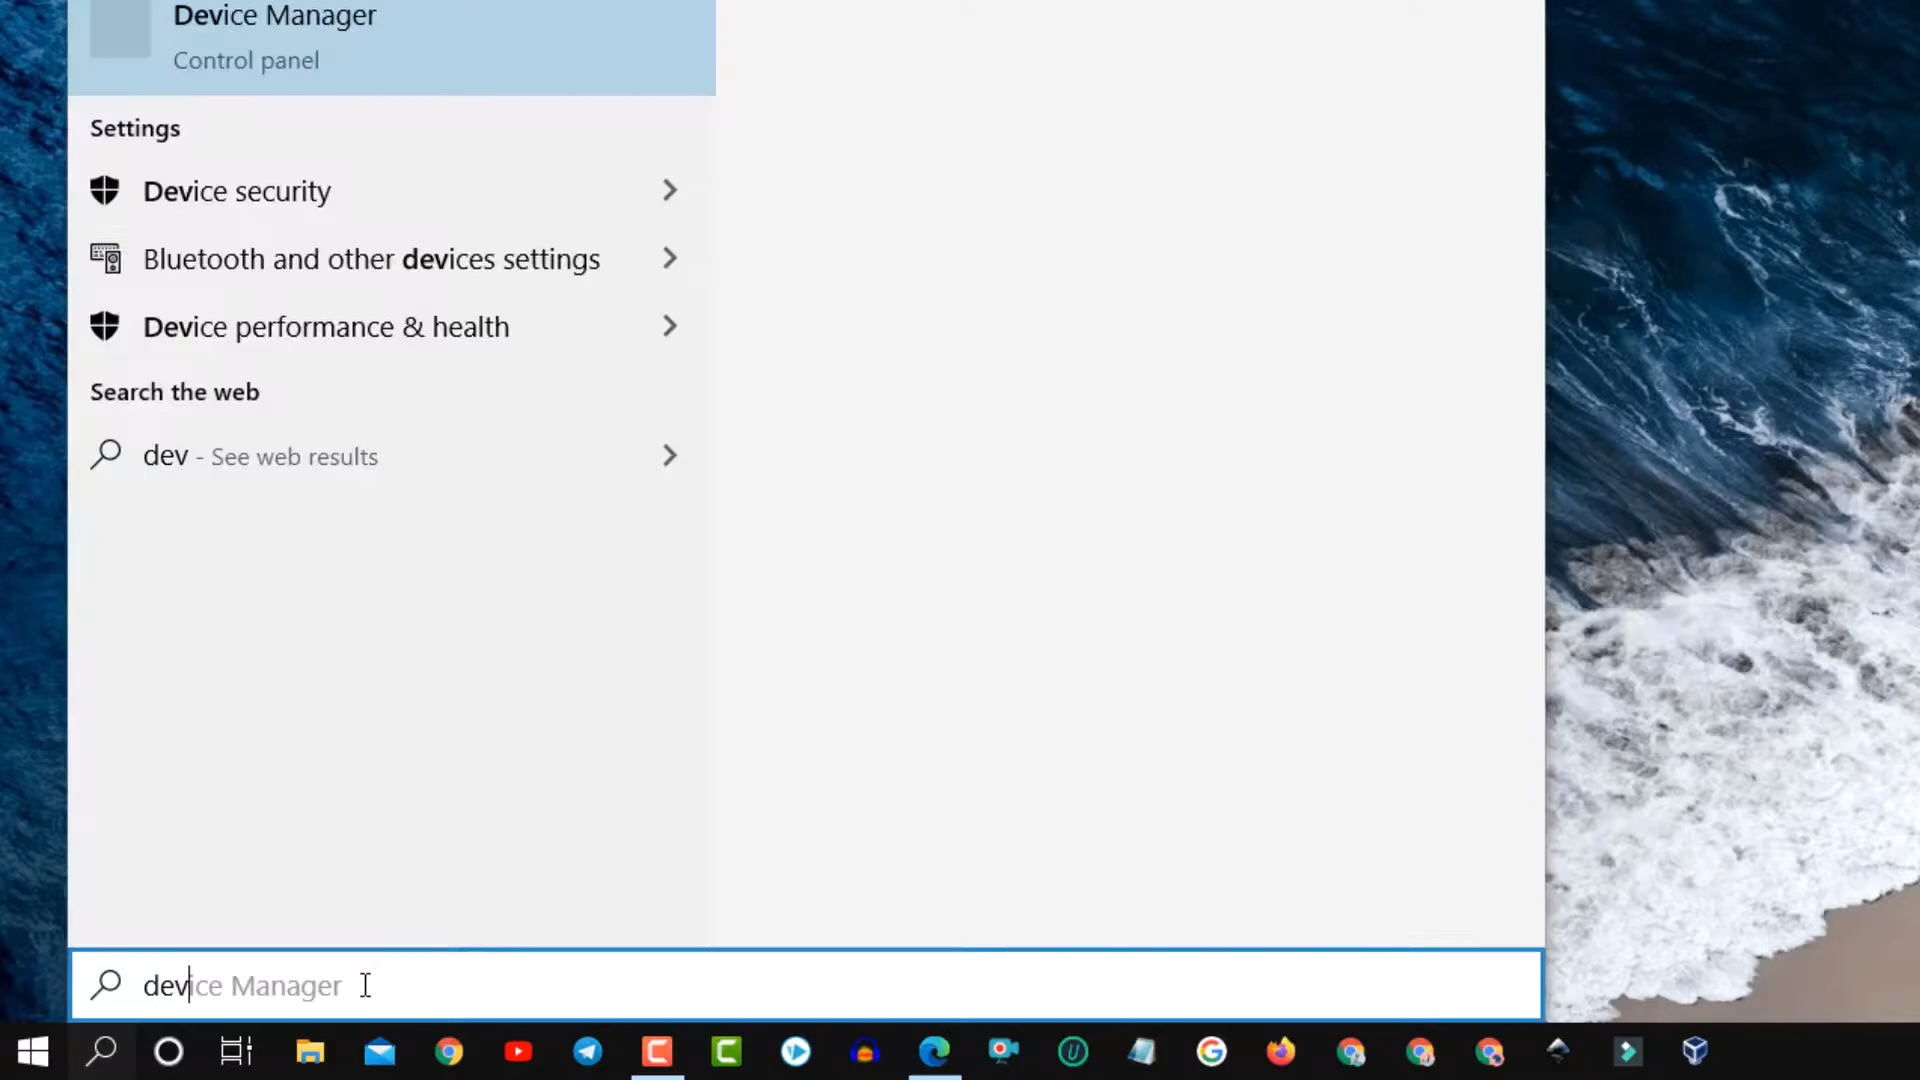 Device Manager
Control panel
Settings
Device security
Bluetooth and other devices settings
Device performance & health
Search the web
dev - See web results
device Manager